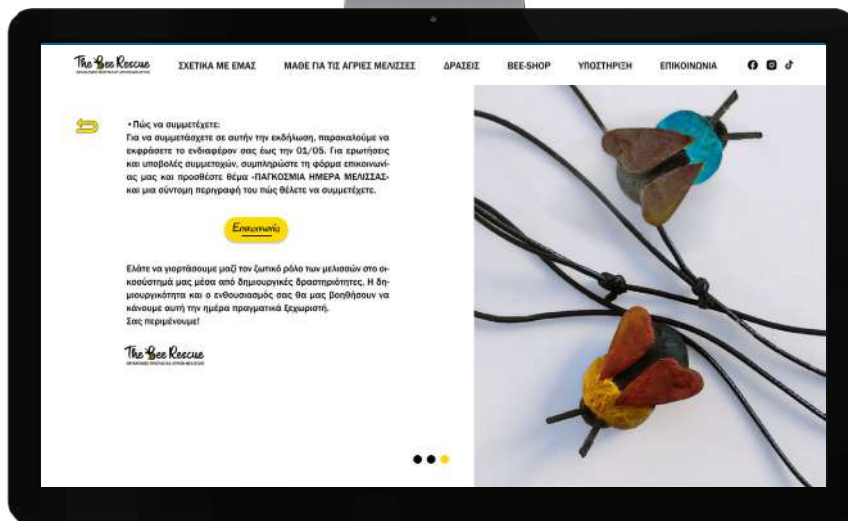 The Bee Rescue
ΣΧΕΤΙΚΑ ΜΕ ΕΜΑΣ
ΜΑΘΕ ΓΙΑ ΤΙΣ ΑΓΡΙΕΣ ΜΕΛΙΣΣΕΣ
ΔΡΑΣΕΙΣ
BEE-SHOP
ΥΠΟΣΤΗΡΙΞΗ
ΕΠΙΚΟΙΝΩΝΙΑ
• Πώς να συμμετέχετε:
Για να συμμετάσχετε σε αυτήν την εκδήλωση, παρακαλούμε να
εκφράσετε το ενδιαφέρον σας έως την 01/05. Για ερωτήσεις
και υποβολές συμμετοχών, συμπληρώστε τη φόρμα επικοινωνί-
ας μας και προσθέστε θέμα «ΠΑΓΚΟΣΜΙΑ ΗΜΕΡΑ ΜΕΛΙΣΣΑΣ»
και μια σύντομη περιγραφή του πώς θέλετε να συμμετέχετε.
Επικοινωνία
Ελάτε να γιορτάσουμε μαζί τον ζωτικό ρόλο των μελισσών στο οι-
κοσύστημά μας μέσα από δημιουργικές δραστηριότητες. Η δη-
μιουργικότητα και ο ενθουσιασμός σας θα μας βοηθήσουν να
κάνουμε αυτή την ημέρα πραγματικά ξεχωριστή.
Σας περιμένουμε!
The Bee Rescue